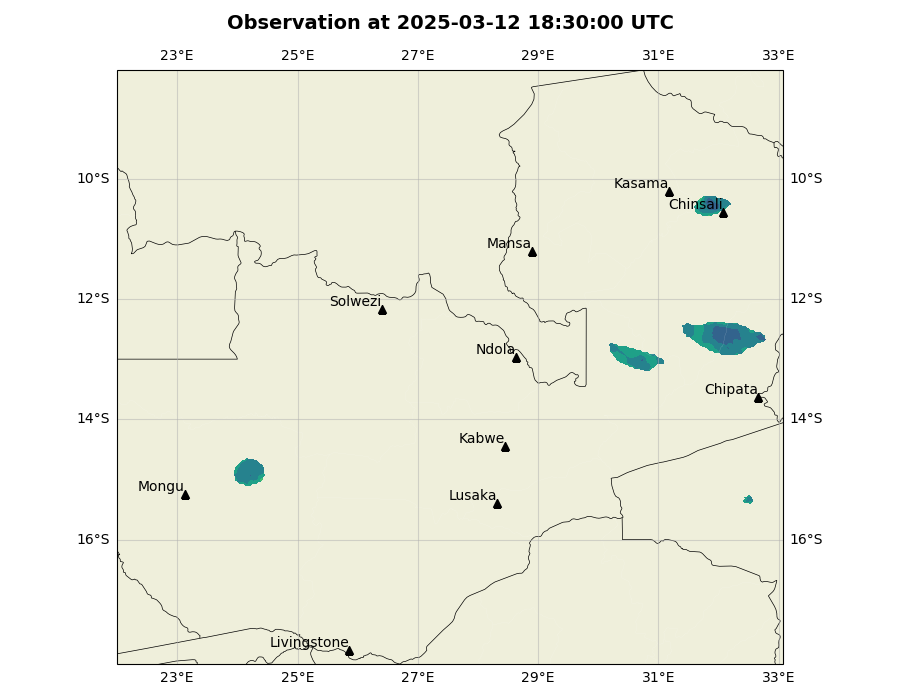 Observation at 2025-03-12 18:30:00 UTC
23°E 25°E 27°E 29°E 31°E 33°E
10°S 10°S
Kasama
Chinsali
Mansa
12°S 12°S
Solwezi
Ndola
Chipata
14°S 14°S
Kabwe
Mongu
Lusaka
16°S 16°S
Livingstone
23°E 25°E 27°E 29°E 31°E 33°E